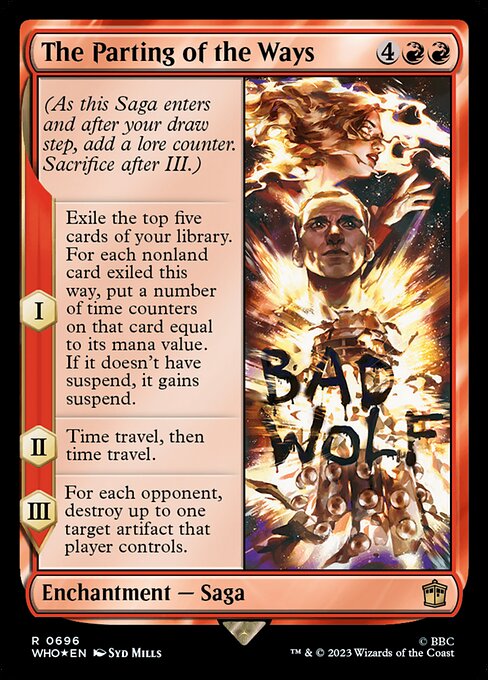 The Parting of the Ways 4
(As this Saga enters
and after your draw
step, add a lore counter.
Sacrifice after III.)
I
Exile the top five
cards of your library.
For each nonland
card exiled this
way, put a number
of time counters
on that card equal
to its mana value.
If it doesn't have
suspend, it gains
suspend.
BAD
WOLF
II
Time travel, then
time travel.
III
For each opponent,
destroy up to one
target artifact that
player controls.
Enchantment — Saga
R 0696
WHO★EN Syd Mills
© BBC
™ & © 2023 Wizards of the Coast